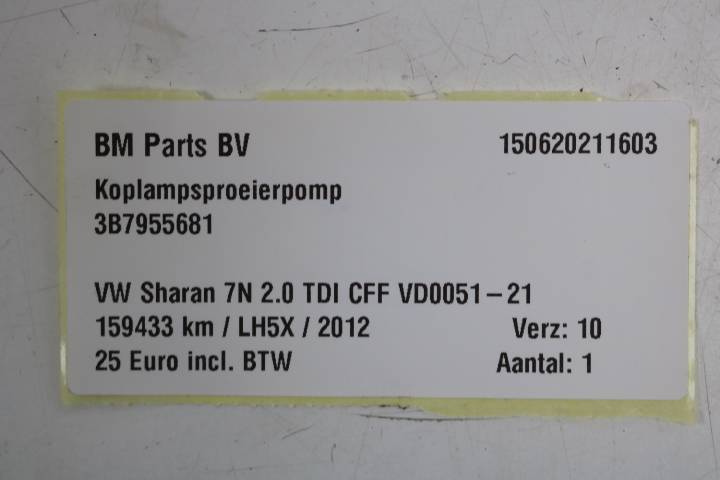 BM Parts BV 150620211603
Koplampsproeierpomp
3B7955681
VW Sharan 7N 2.0 TDI CFF VD0051-21
159433 km / LH5X / 2012 Verz: 10
25 Euro incl. BTW Aantal: 1